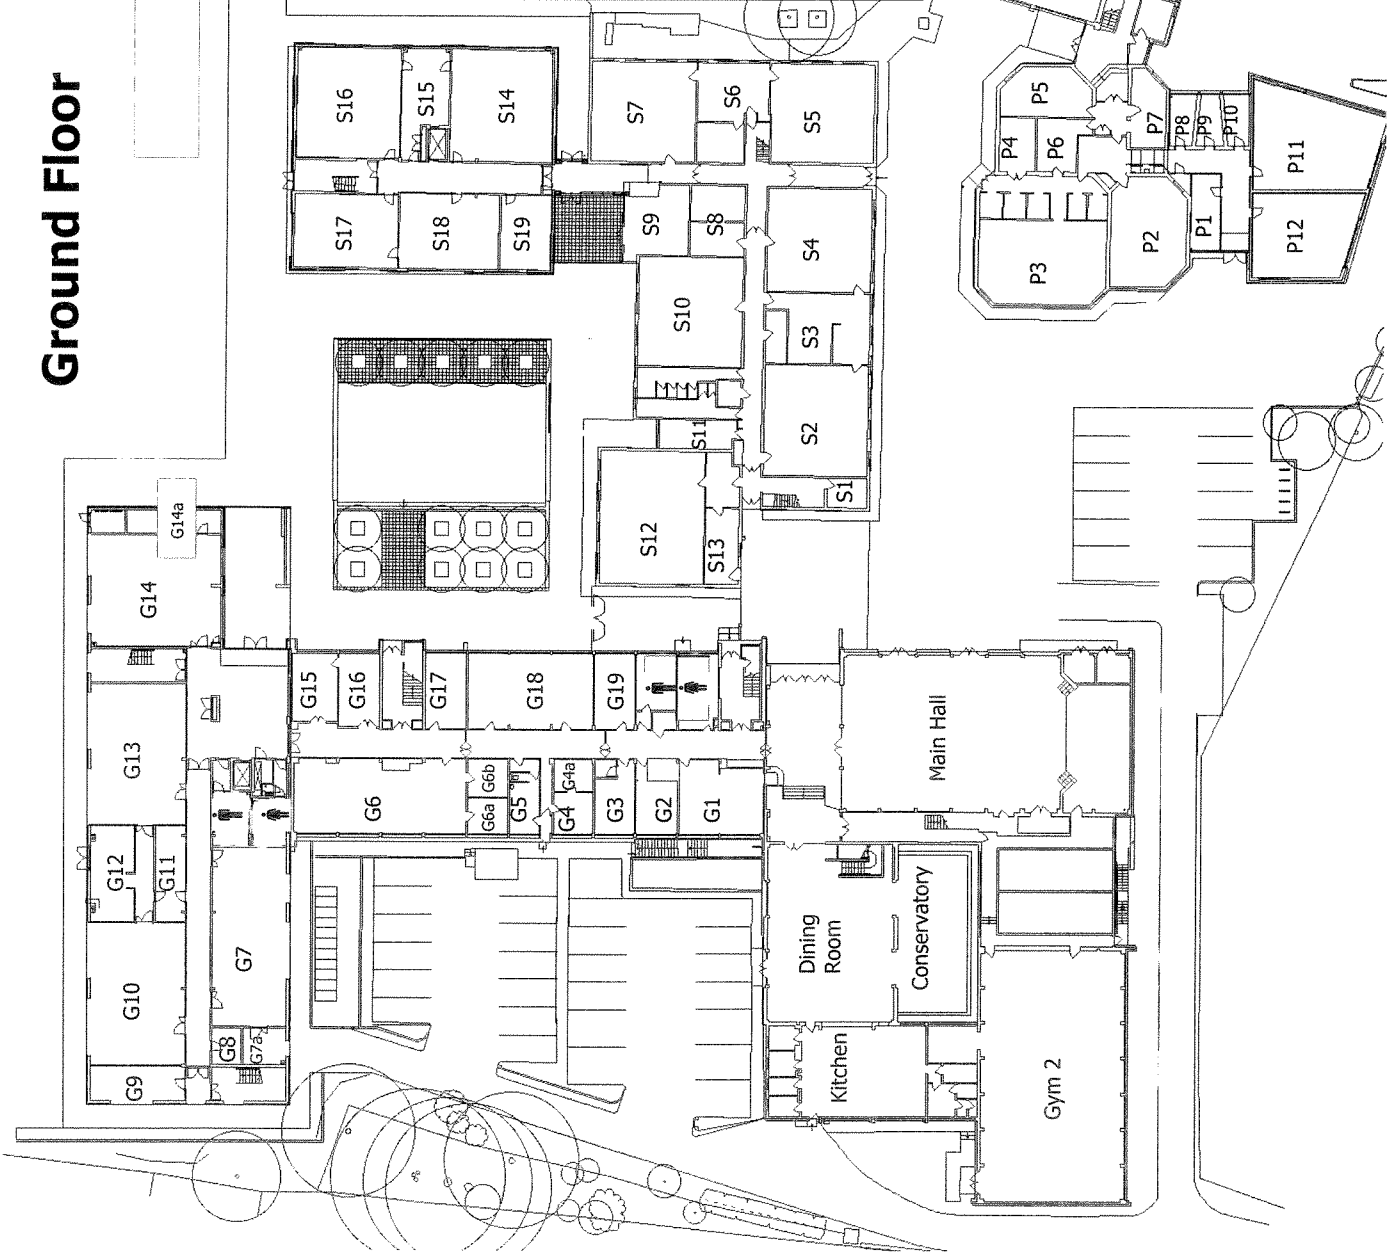 Ground Floor
S16
S15
S14
S17
S18
S19
S7
S6
S5
S9
S8
S4
S10
S3
S11
S2
S12
S13
S1
P5
P4
P6
P7
P8
P9
P10
P11
P12
P1
P2
P3
G14a
G14
G13
G12
G11
G10
G9
G8
G7a
G7
G15
G16
G17
G18
G19
G6
G6b
G6a
G5
G4a
G4
G3
G2
G1
Main Hall
Dining
Room
Conservatory
Kitchen
Gym 2